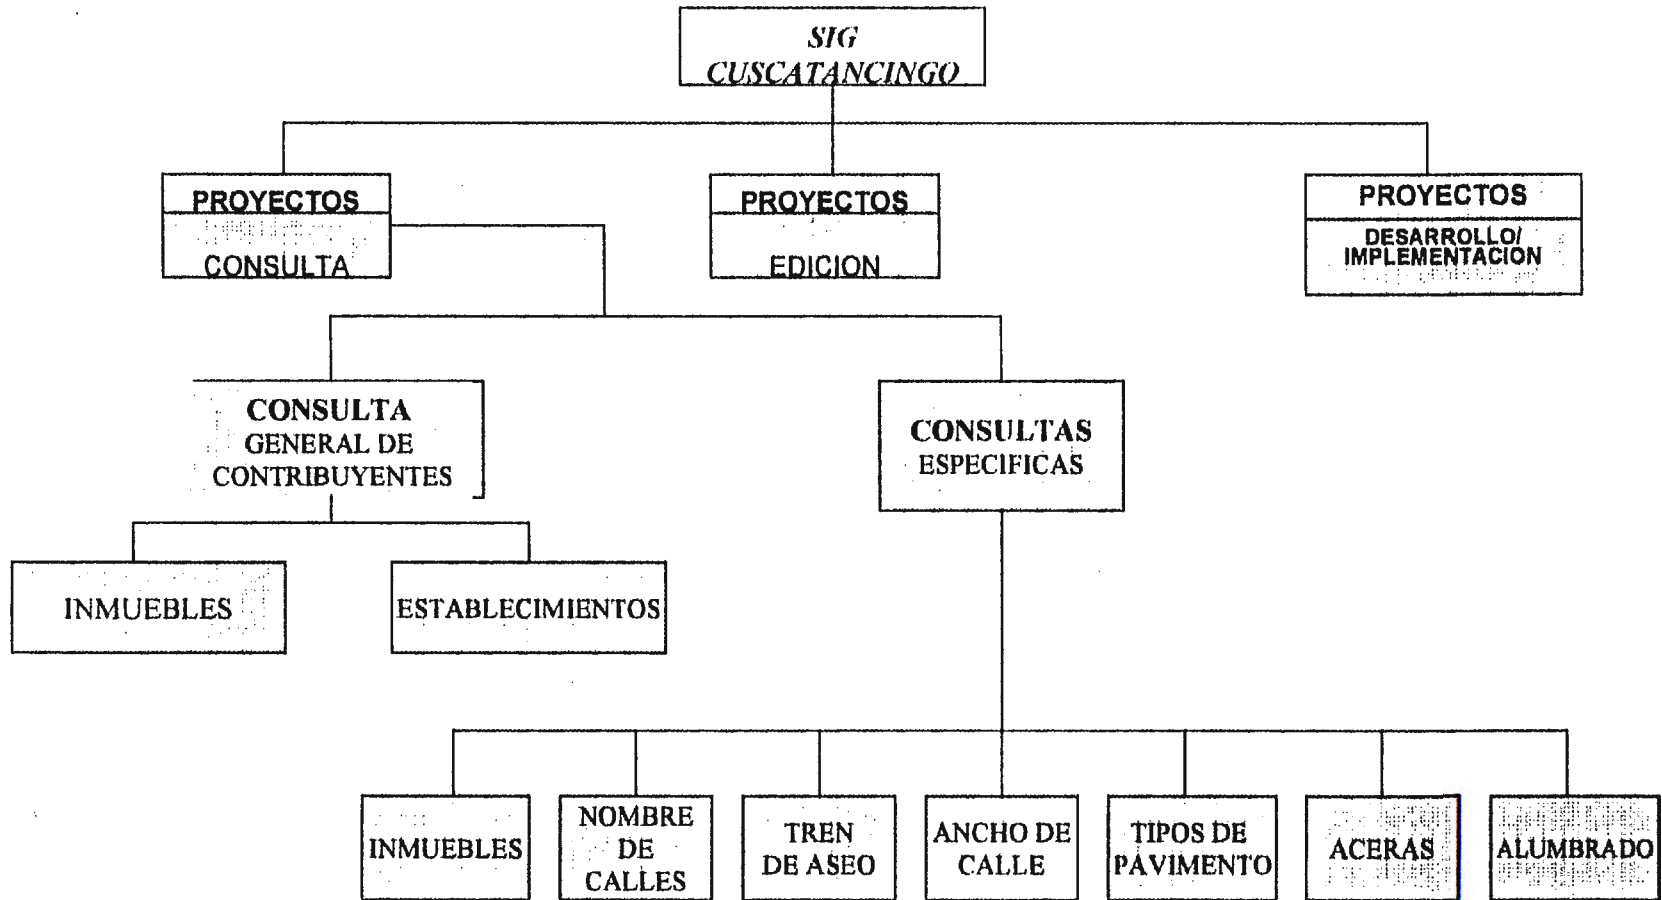 SIG
CUSCATANCINGO
PROYECTOS
CONSULTA
PROYECTOS
EDICION
PROYECTOS
DESARROLLO/
IMPLEMENTACION
CONSULTA
GENERAL DE
CONTRIBUYENTES
CONSULTAS
ESPECIFICAS
INMUEBLES
ESTABLECIMIENTOS
INMUEBLES
NOMBRE
DE
CALLES
TREN
DE ASEO
ANCHO DE
CALLE
TIPOS DE
PAVIMENTO
ACERAS
ALUMBRADO